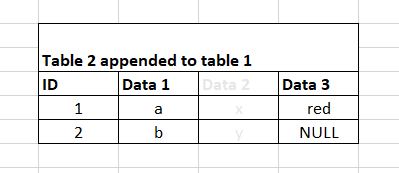 Table 2 appended to table 1
ID Data 1 Data 2 Data 3
1 a x red
2 b y NULL